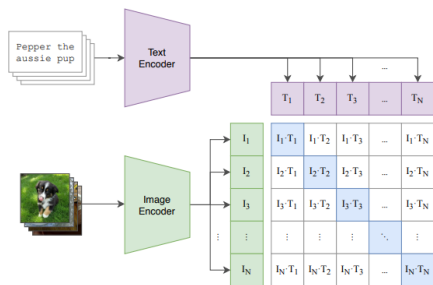 Pepper the
aussie pup
Text
Encoder
...
T1 T2 T3 ... TN
I1 I1·T1 I1·T2 I1·T3 ... I1·TN
I2 I2·T1 I2·T2 I2·T3 ... I2·TN
Image
Encoder
I3 I3·T1 I3·T2 I3·T3 ... I3·TN
⋮ ⋮ ⋮ ⋮ ⋮ ⋱ ⋮
IN IN·T1 IN·T2 IN·T3 ... IN·TN